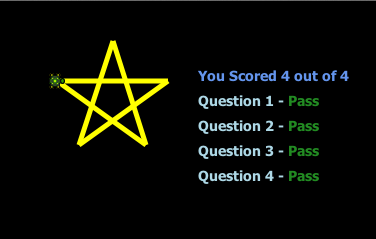 You Scored 4 out of 4
Question 1 - Pass
Question 2 - Pass
Question 3 - Pass
Question 4 - Pass